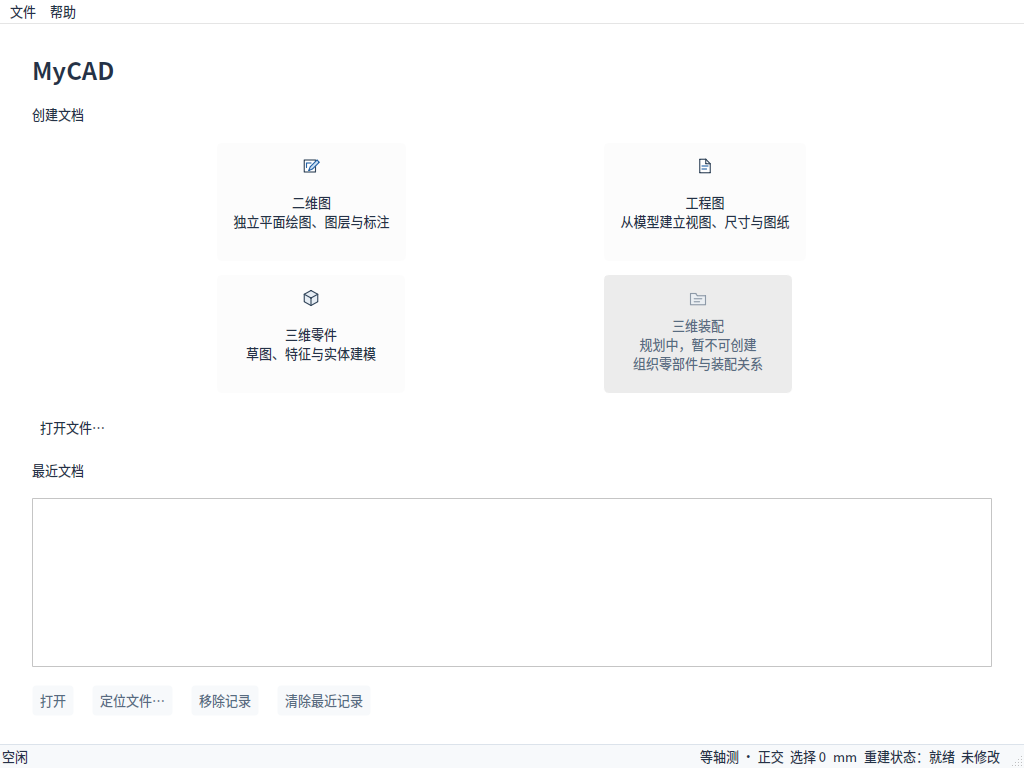 文件 帮助
MyCAD
创建文档
二维图
独立平面绘图、图层与标注
工程图
从模型建立视图、尺寸与图纸
三维零件
草图、特征与实体建模
三维装配
规划中，暂不可创建
组织零部件与装配关系
打开文件…
最近文档
打开 定位文件… 移除记录 清除最近记录
空闲 等轴测 · 正交 选择 0 mm 重建状态：就绪 未修改